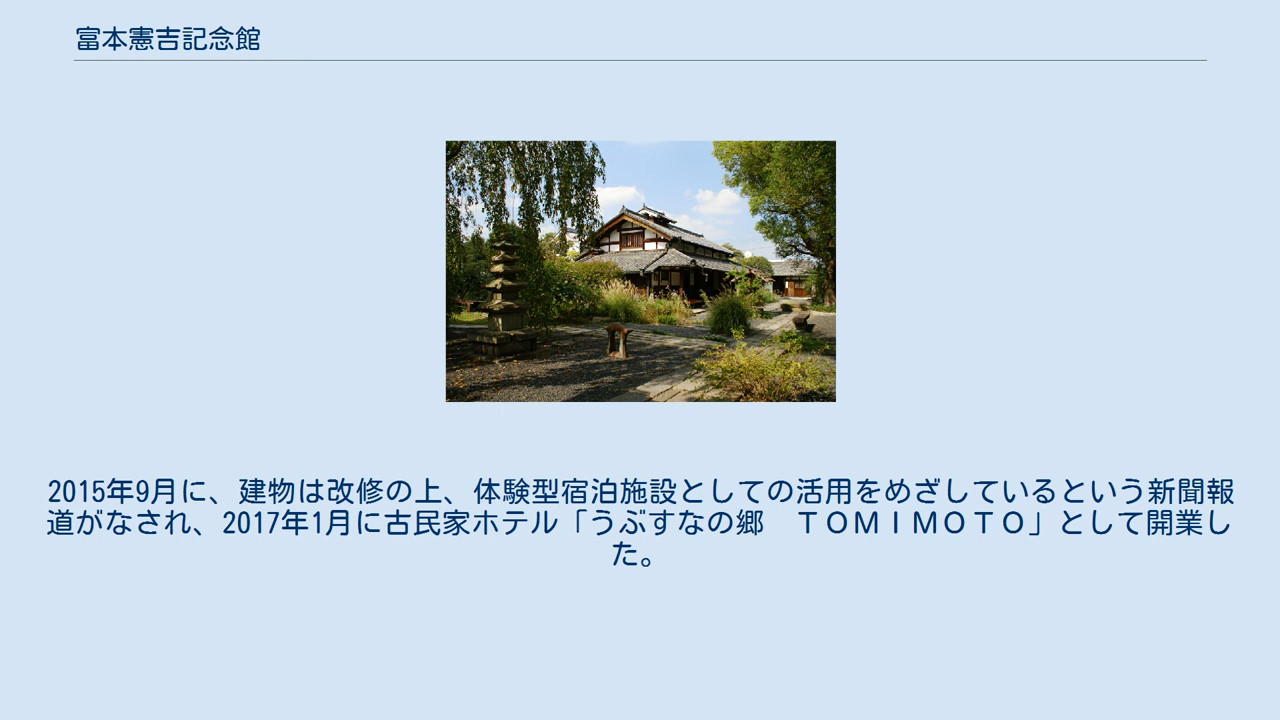 富本憲吉記念館
2015年9月に、建物は改修の上、体験型宿泊施設としての活用をめざしているという新聞報
道がなされ、2017年1月に古民家ホテル「うぶすなの郷　ＴＯＭＩＭＯＴＯ」として開業し
た。